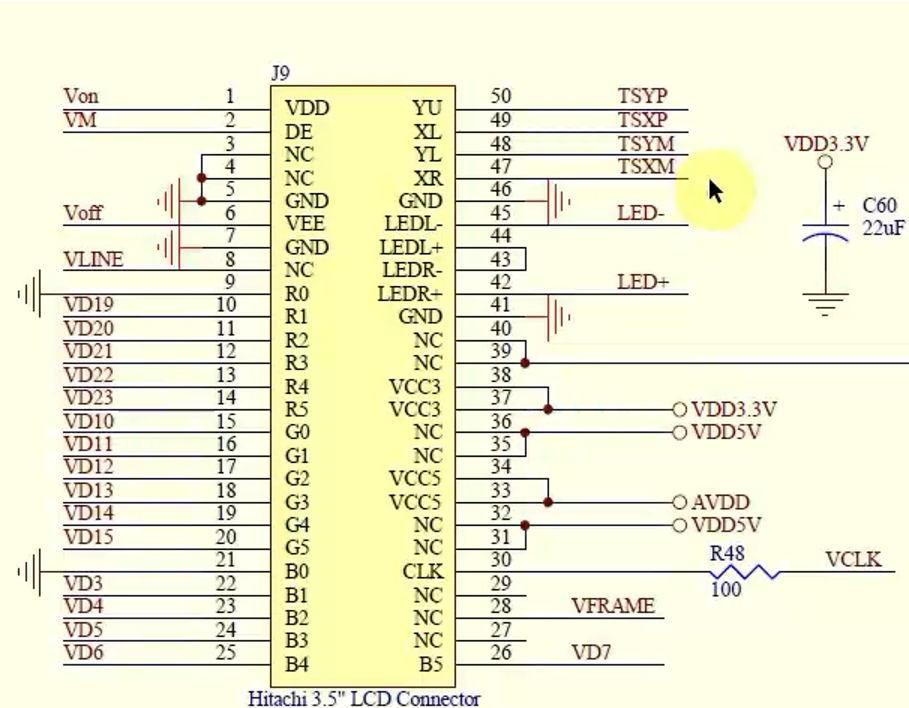 J9
Von 1 VDD YU 50 TSYP
VM 2 DE XL 49 TSXP
3 NC YL 48 TSYM
4 NC XR 47 TSXM
5 GND GND 46
Voff 6 VEE LEDL- 45 LED-
7 GND LEDL+ 44
VLINE 8 NC LEDR- 43
9 R0 LEDR+ 42 LED+
VD19 10 R1 GND 41
VD20 11 R2 NC 40
VD21 12 R3 NC 39
VD22 13 R4 VCC3 38
VD23 14 R5 VCC3 37 VDD3.3V
VD10 15 G0 NC 36 VDD5V
VD11 16 G1 NC 35
VD12 17 G2 VCC5 34
VD13 18 G3 VCC5 33 AVDD
VD14 19 G4 NC 32 VDD5V
VD15 20 G5 NC 31
21 B0 CLK 30 R48 100 VCLK
VD3 22 B1 NC 29
VD4 23 B2 NC 28 VFRAME
VD5 24 B3 NC 27
VD6 25 B4 B5 26 VD7
Hitachi 3.5" LCD Connector
VDD3.3V
+ C60
22uF